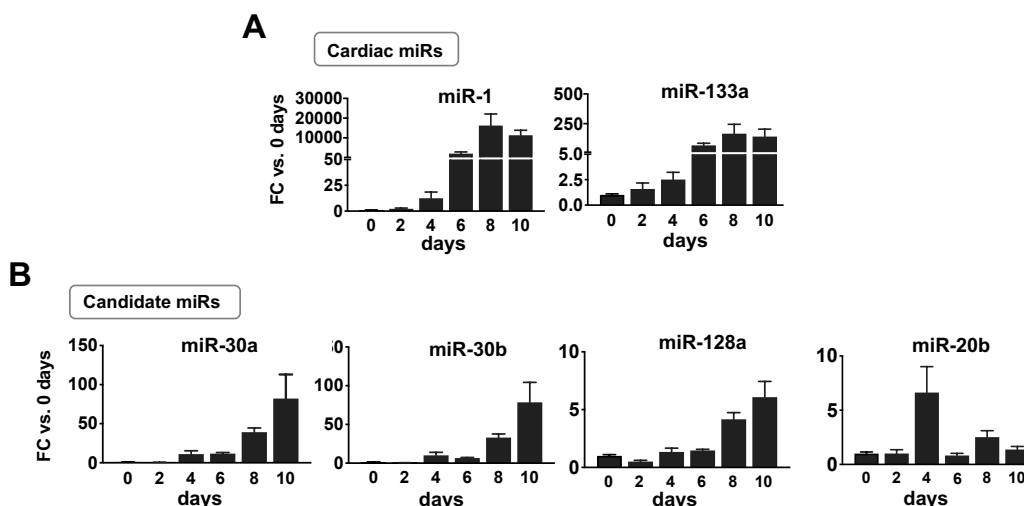 A
Cardiac miRs
miR-1
FC vs. 0 days
30000
20000
10000
50
25
0
0 2 4 6 8 10
days
miR-133a
500
250
5.0
2.5
0.0
0 2 4 6 8 10
days
B
Candidate miRs
miR-30a
FC vs. 0 days
150
100
50
0
0 2 4 6 8 10
days
miR-30b
50
100
50
0
0 2 4 6 8 10
days
miR-128a
10
5
0
0 2 4 6 8 10
days
miR-20b
10
5
0
0 2 4 6 8 10
days